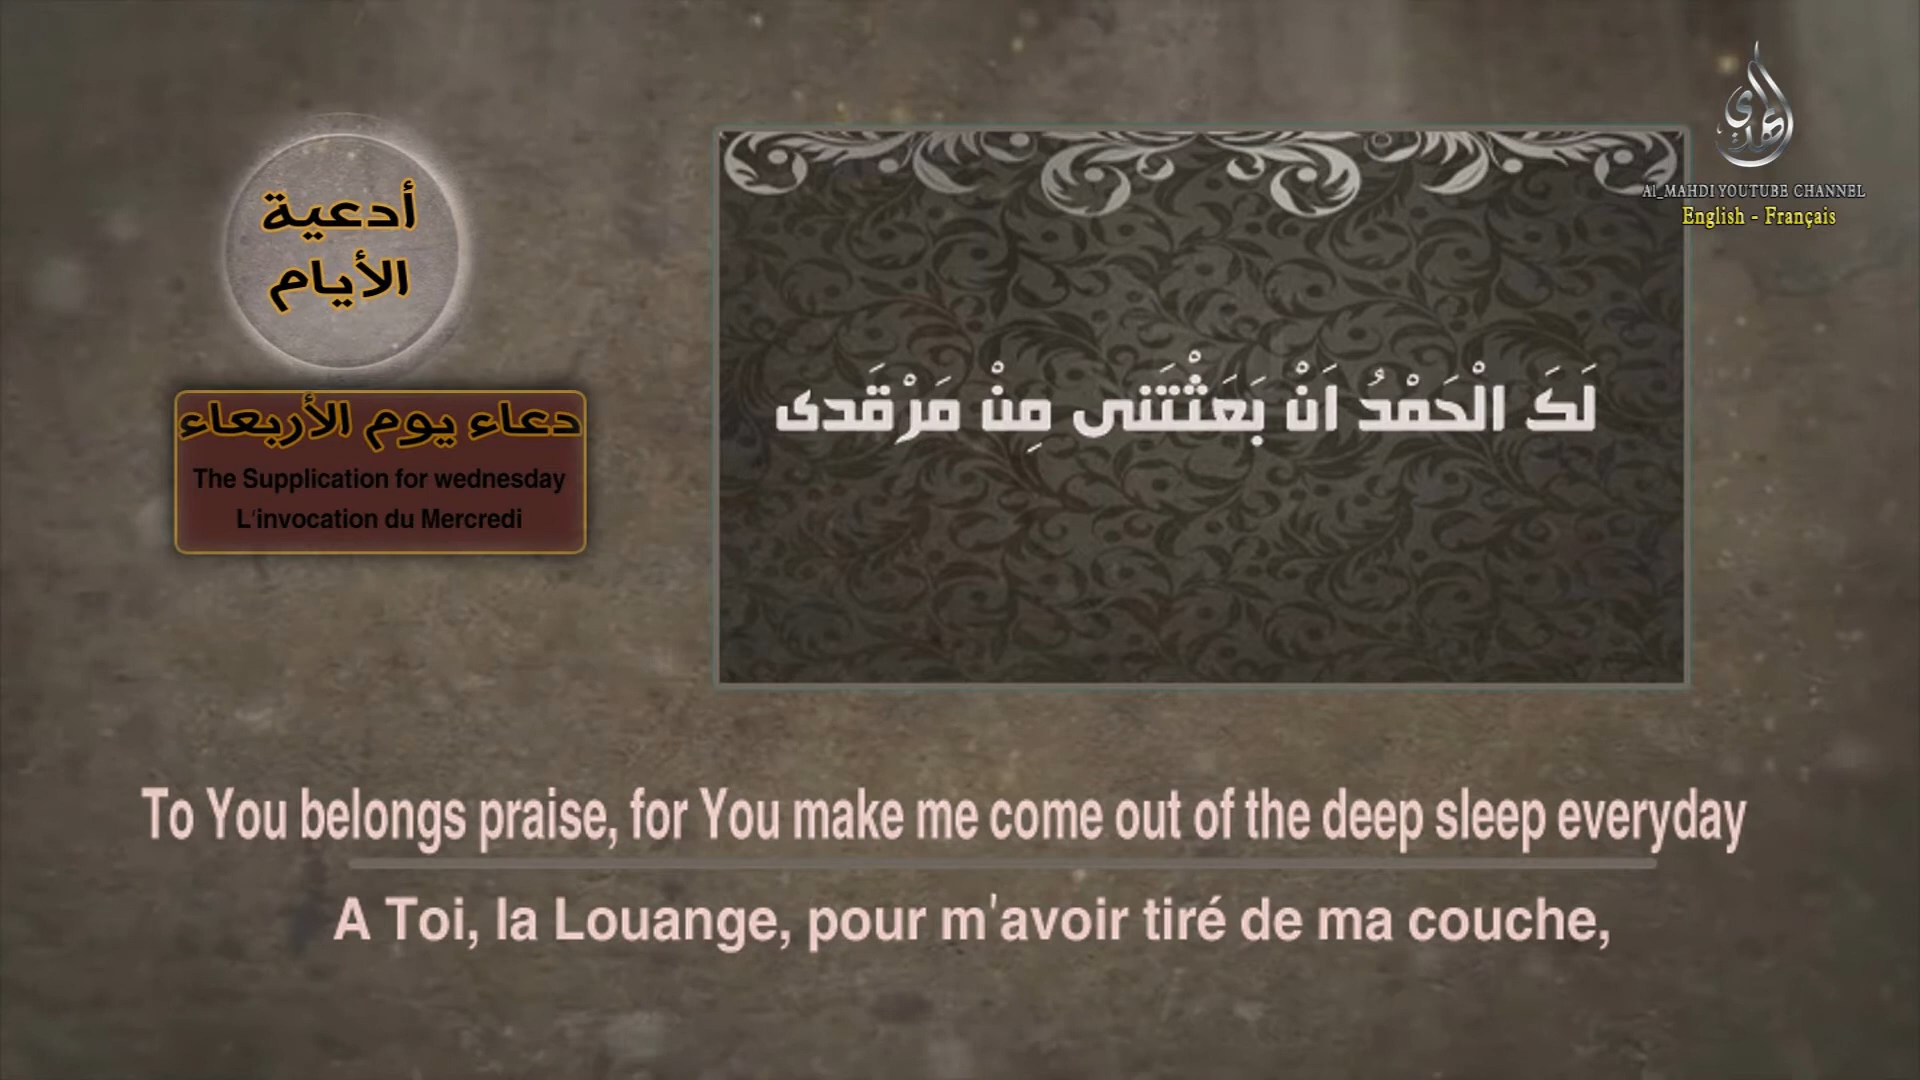 أدعية
الأيام
دعاء يوم الأربعاء
The Supplication for wednesday
L'invocation du Mercredi
المهدي
Al_MAHDI YOUTUBE CHANNEL
English - Français
لَکَ الْحَمْدُ اَنْ بَعَثْتَنى مِنْ مَرْقَدى
To You belongs praise, for You make me come out of the deep sleep everyday
A Toi, la Louange, pour m'avoir tiré de ma couche,